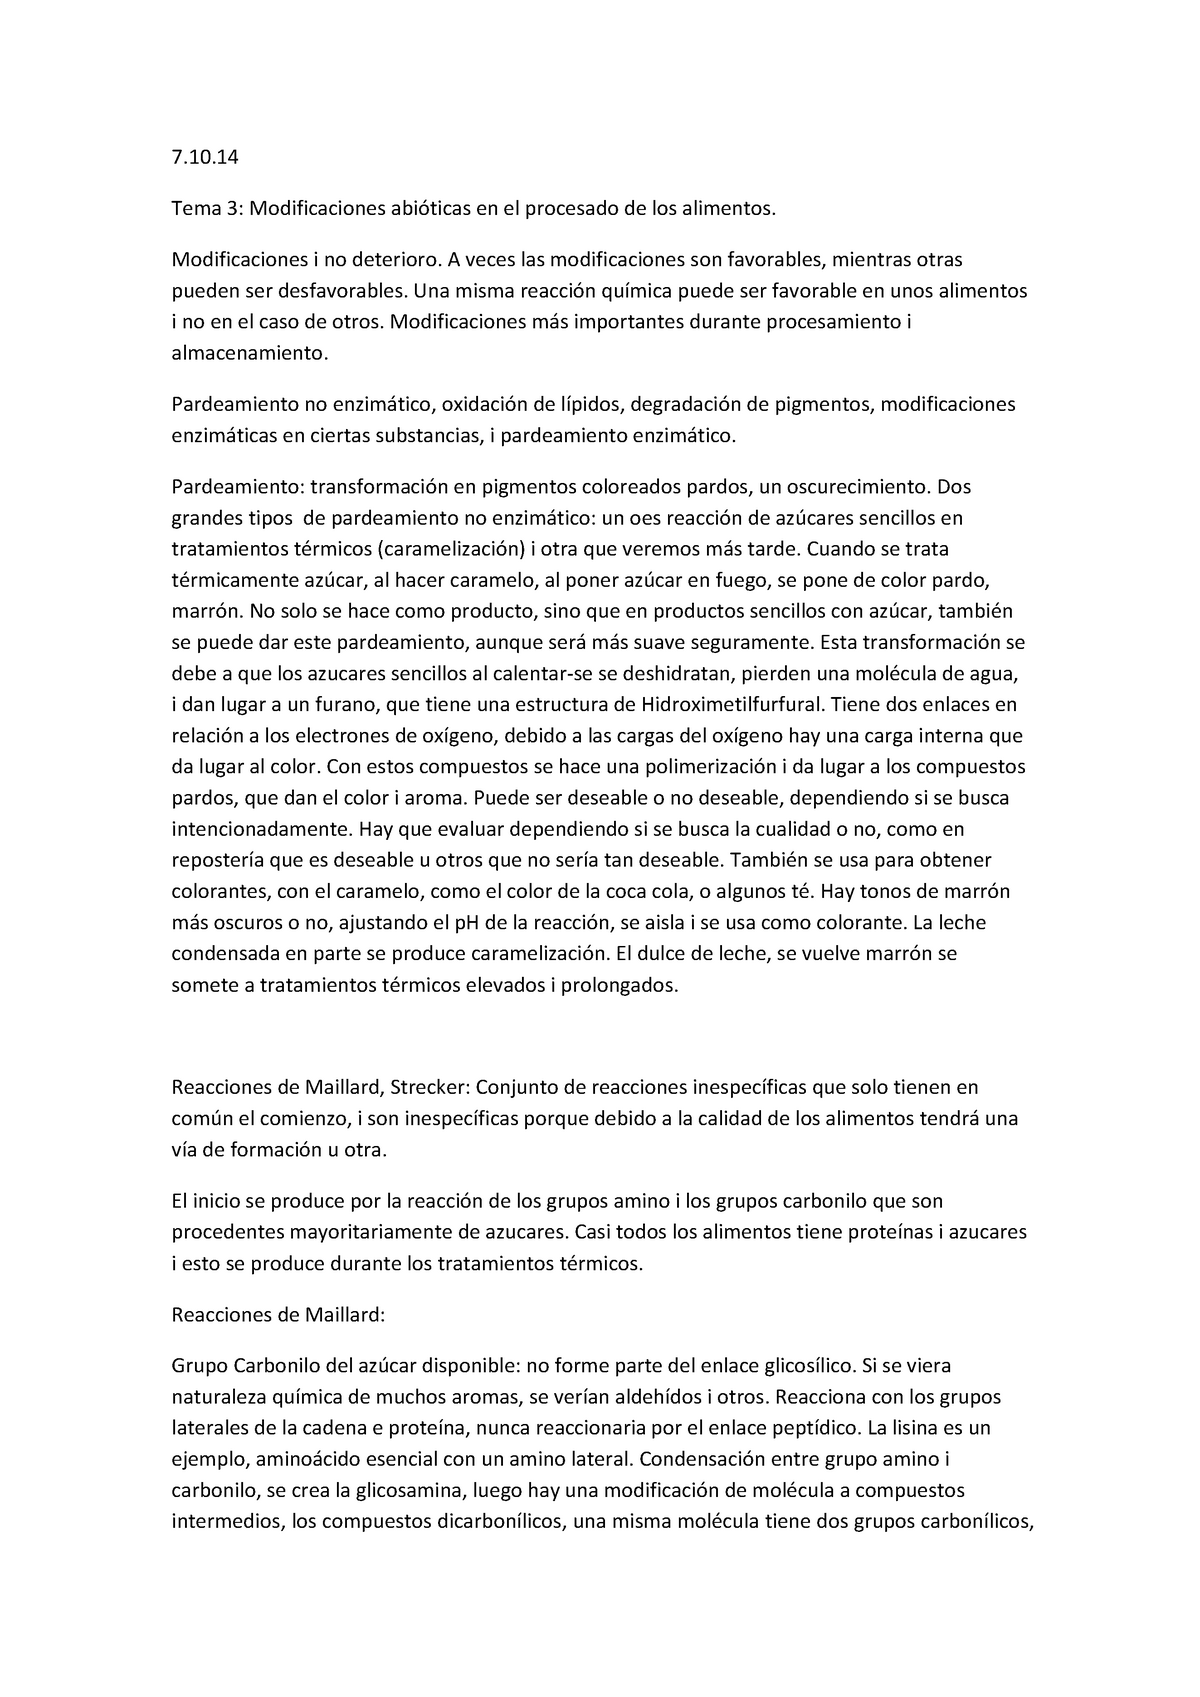 7.10.14
Tema 3: Modificaciones abióticas en el procesado de los alimentos.
Modificaciones i no deterioro. A veces las modificaciones son favorables, mientras otras
pueden ser desfavorables. Una misma reacción química puede ser favorable en unos alimentos
i no en el caso de otros. Modificaciones más importantes durante procesamiento i
almacenamiento.
Pardeamiento no enzimático, oxidación de lípidos, degradación de pigmentos, modificaciones
enzimáticas en ciertas substancias, i pardeamiento enzimático.
Pardeamiento: transformación en pigmentos coloreados pardos, un oscurecimiento. Dos
grandes tipos  de pardeamiento no enzimático: un oes reacción de azúcares sencillos en
tratamientos térmicos (caramelización) i otra que veremos más tarde. Cuando se trata
térmicamente azúcar, al hacer caramelo, al poner azúcar en fuego, se pone de color pardo,
marrón. No solo se hace como producto, sino que en productos sencillos con azúcar, también
se puede dar este pardeamiento, aunque será más suave seguramente. Esta transformación se
debe a que los azucares sencillos al calentar-se se deshidratan, pierden una molécula de agua,
i dan lugar a un furano, que tiene una estructura de Hidroximetilfurfural. Tiene dos enlaces en
relación a los electrones de oxígeno, debido a las cargas del oxígeno hay una carga interna que
da lugar al color. Con estos compuestos se hace una polimerización i da lugar a los compuestos
pardos, que dan el color i aroma. Puede ser deseable o no deseable, dependiendo si se busca
intencionadamente. Hay que evaluar dependiendo si se busca la cualidad o no, como en
repostería que es deseable u otros que no sería tan deseable. También se usa para obtener
colorantes, con el caramelo, como el color de la coca cola, o algunos té. Hay tonos de marrón
más oscuros o no, ajustando el pH de la reacción, se aisla i se usa como colorante. La leche
condensada en parte se produce caramelización. El dulce de leche, se vuelve marrón se
somete a tratamientos térmicos elevados i prolongados.
Reacciones de Maillard, Strecker: Conjunto de reacciones inespecíficas que solo tienen en
común el comienzo, i son inespecíficas porque debido a la calidad de los alimentos tendrá una
vía de formación u otra.
El inicio se produce por la reacción de los grupos amino i los grupos carbonilo que son
procedentes mayoritariamente de azucares. Casi todos los alimentos tiene proteínas i azucares
i esto se produce durante los tratamientos térmicos.
Reacciones de Maillard:
Grupo Carbonilo del azúcar disponible: no forme parte del enlace glicosílico. Si se viera
naturaleza química de muchos aromas, se verían aldehídos i otros. Reacciona con los grupos
laterales de la cadena e proteína, nunca reaccionaria por el enlace peptídico. La lisina es un
ejemplo, aminoácido esencial con un amino lateral. Condensación entre grupo amino i
carbonilo, se crea la glicosamina, luego hay una modificación de molécula a compuestos
intermedios, los compuestos dicarbonílicos, una misma molécula tiene dos grupos carbonílicos,